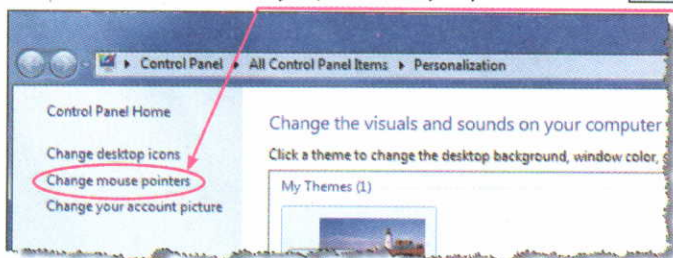 Control Panel ▸ All Control Panel Items ▸ Personalization
Control Panel Home
Change desktop icons
Change mouse pointers
Change your account picture
Change the visuals and sounds on your computer
Click a theme to change the desktop background, window color,
My Themes (1)